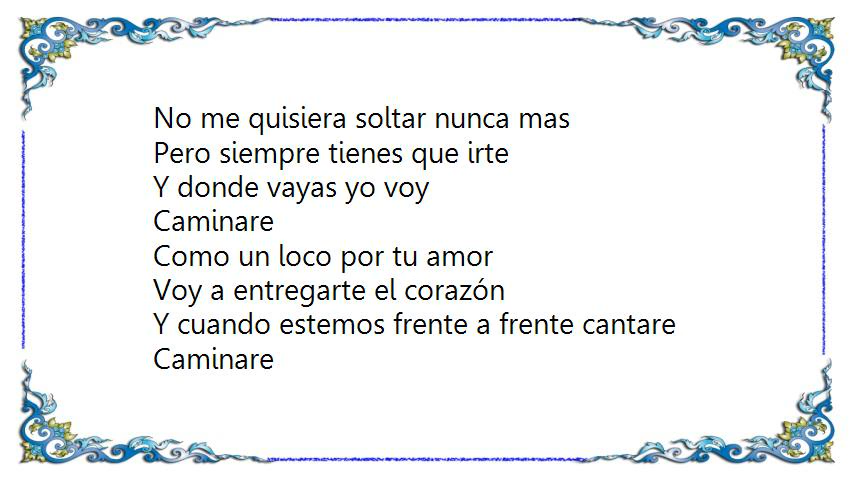 No me quisiera soltar nunca mas
Pero siempre tienes que irte
Y donde vayas yo voy
Caminare
Como un loco por tu amor
Voy a entregarte el corazón
Y cuando estemos frente a frente cantare
Caminare